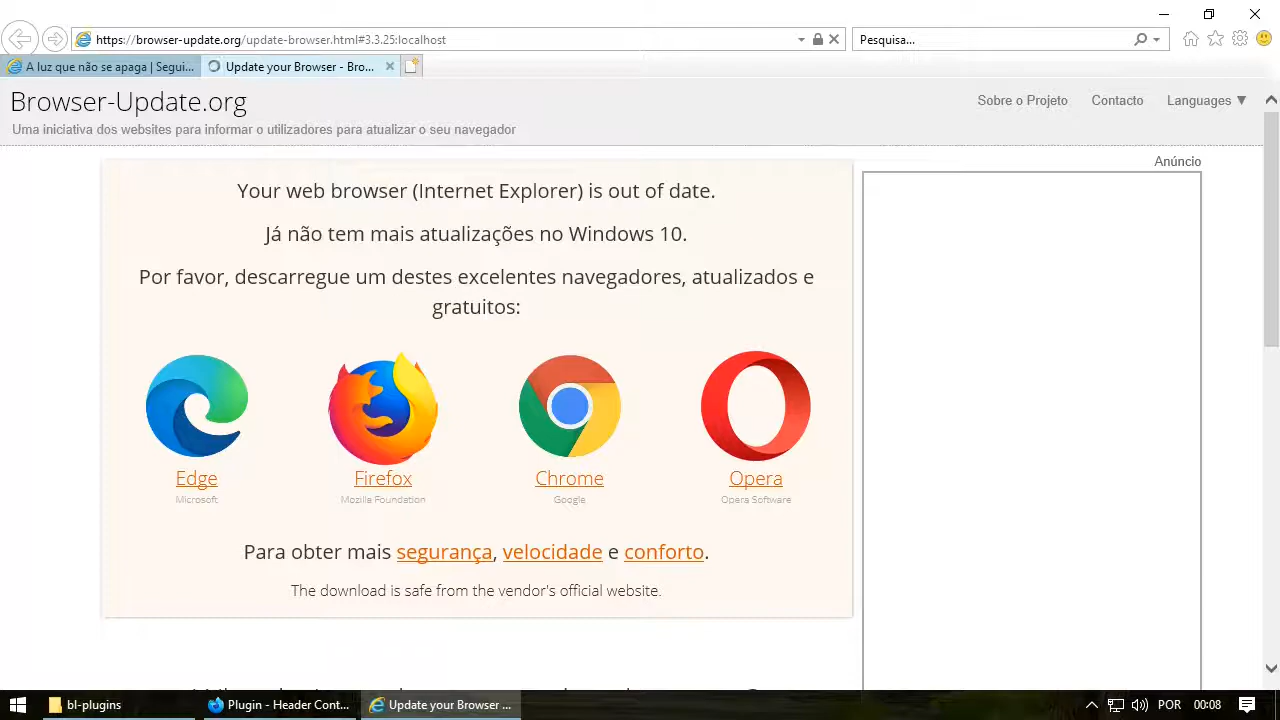 https://browser-update.org/update-browser.html#3.3.25:localhost
Pesquisa...
A luz que não se apaga | Segui...
Update your Browser - Bro...
Browser-Update.org
Sobre o Projeto
Contacto
Languages ▼
Uma iniciativa dos websites para informar o utilizadores para atualizar o seu navegador
Anúncio
Your web browser (Internet Explorer) is out of date.
Já não tem mais atualizações no Windows 10.
Por favor, descarregue um destes excelentes navegadores, atualizados e
gratuitos:
Edge
Microsoft
Firefox
Mozilla Foundation
Chrome
Google
Opera
Opera Software
Para obter mais segurança, velocidade e conforto.
The download is safe from the vendor's official website.
bl-plugins
Plugin - Header Cont...
Update your Browser ...
POR
00:08